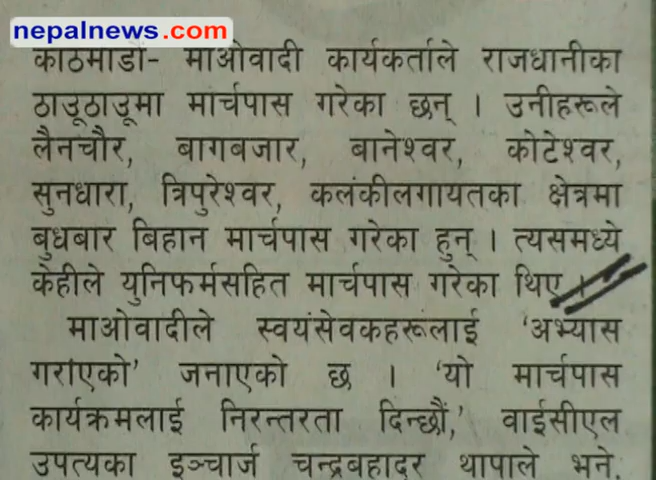 nepalnews.com
काठमाडौं- माओवादी कार्यकर्ताले राजधानीका
ठाउूठाउूमा मार्चपास गरेका छन् । उनीहरूले
लैनचौर, बागबजार, बानेश्वर, कोटेश्वर,
सुनधारा, त्रिपुरेश्वर, कलंकीलगायतका क्षेत्रमा
बुधबार बिहान मार्चपास गरेका हुन् । त्यसमध्ये
केहीले युनिफर्मसहित मार्चपास गरेका थिए ।
माओवादीले स्वयंसेवकहरूलाई ‘अभ्यास
गराएको’ जनाएको छ । ‘यो मार्चपास
कार्यक्रमलाई निरन्तरता दिन्छौं,’ वाईसीएल
उपत्यका इञ्चार्ज चन्द्रबहादुर थापाले भने,